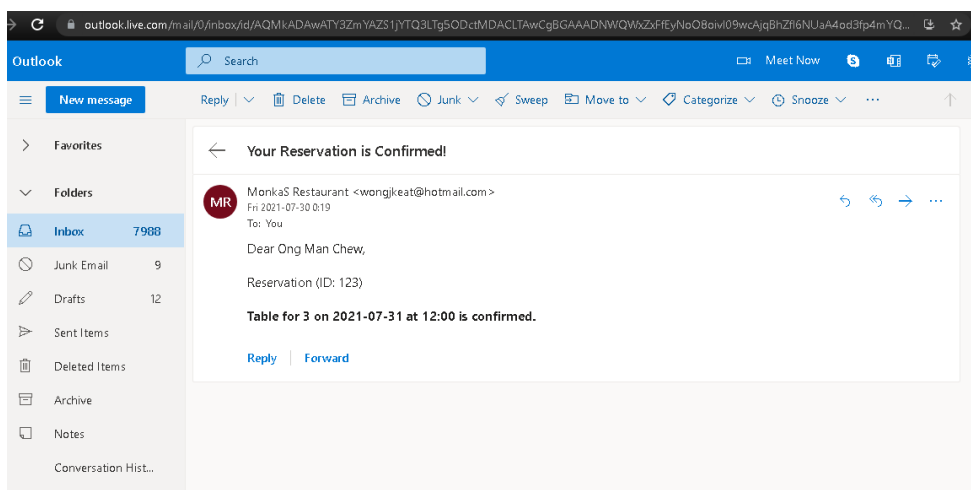 outlook.live.com/mail/0/inbox/id/AQMkADAwATY3ZmYAZS1jYTQ3LTg5ODctMDACLTAwCgBGAAADNWQWxZxFfEyNoO8oivI09wcAjqBhZfl6NUaA4od3fp4mYQ...
Outlook
Search
Meet Now
New message
Reply
Delete
Archive
Junk
Sweep
Move to
Categorize
Snooze
...
Favorites
Folders
Inbox 7988
Junk Email 9
Drafts 12
Sent Items
Deleted Items
Archive
Notes
Conversation Hist...
Your Reservation is Confirmed!
MR
MonkaS Restaurant <wongjkeat@hotmail.com>
Fri 2021-07-30 0:19
To: You
Dear Ong Man Chew,
Reservation (ID: 123)
Table for 3 on 2021-07-31 at 12:00 is confirmed.
Reply
Forward